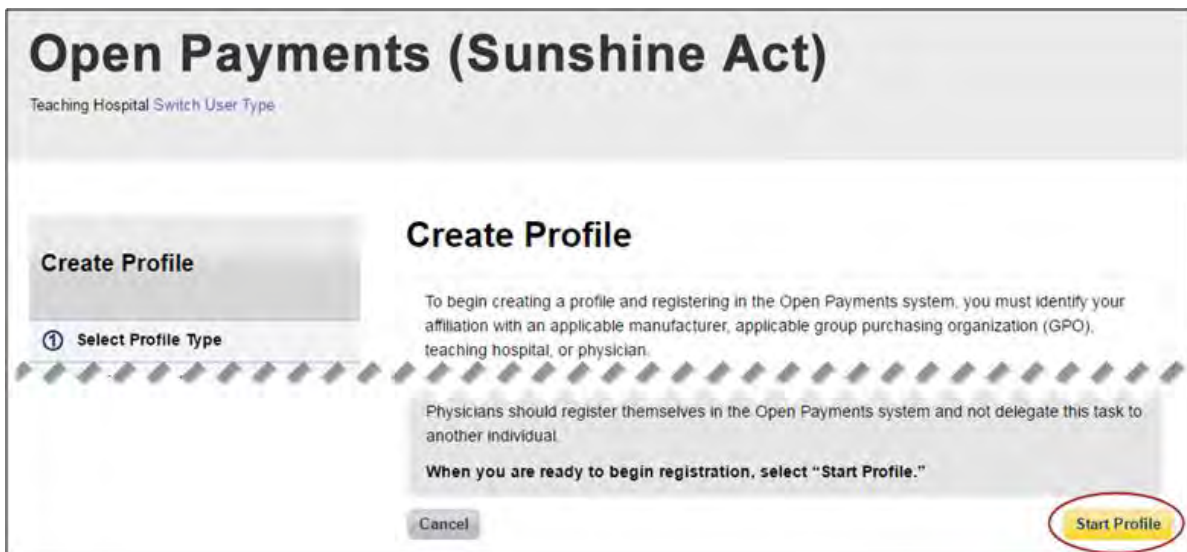 Open Payments (Sunshine Act)
Teaching Hospital Switch User Type
Create Profile
① Select Profile Type
Create Profile
To begin creating a profile and registering in the Open Payments system, you must identify your
affiliation with an applicable manufacturer, applicable group purchasing organization (GPO),
teaching hospital, or physician.
Physicians should register themselves in the Open Payments system and not delegate this task to
another individual.
When you are ready to begin registration, select “Start Profile.”
Cancel
Start Profile